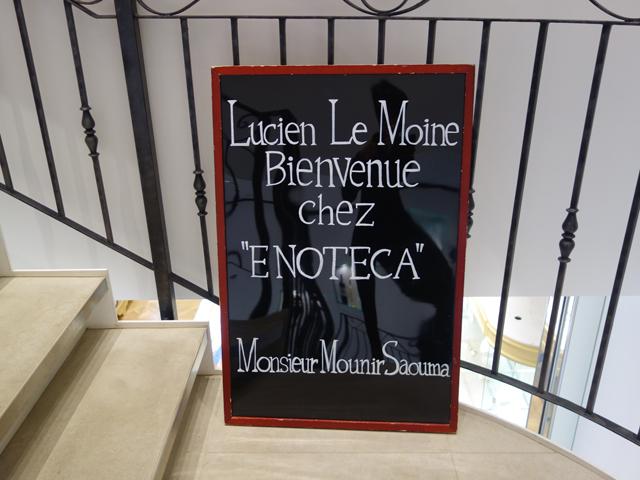 Lucien Le Moine
Bienvenue
chez
"ENOTECA"
Monsieur Mounir Saouma